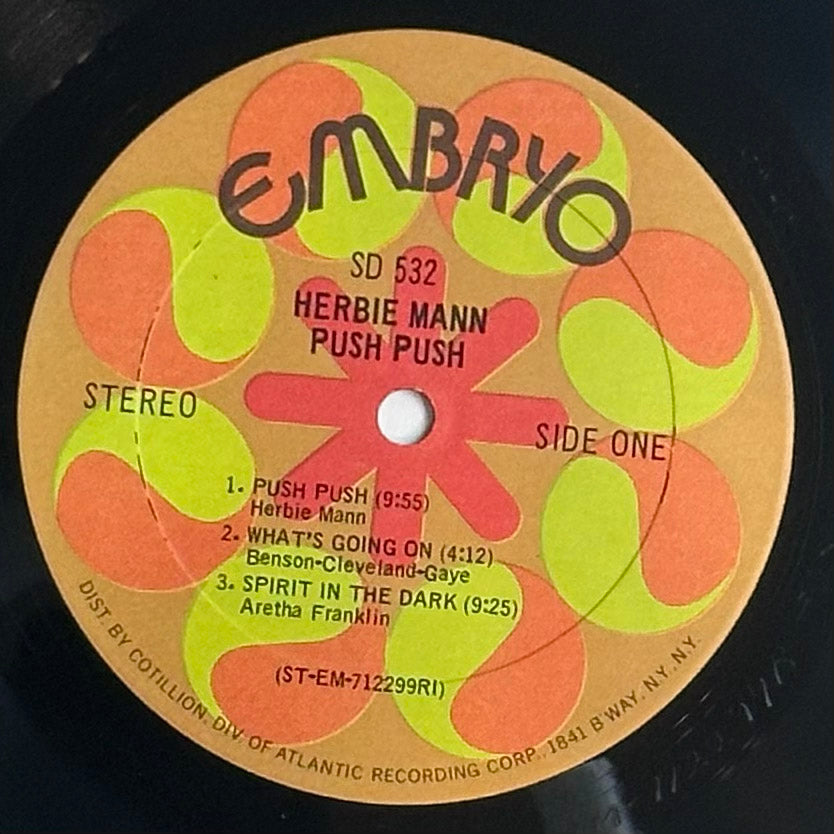 EMBRYO
SD 532
HERBIE MANN
PUSH PUSH
STEREO
SIDE ONE
1. PUSH PUSH (9:55)
Herbie Mann
2. WHAT'S GOING ON (4:12)
Benson-Cleveland-Gaye
3. SPIRIT IN THE DARK (9:25)
Aretha Franklin
(ST-EM-712299RI)
DIST. BY COTILLION, DIV. OF ATLANTIC RECORDING CORP., 1841 B'WAY, N.Y., N.Y.